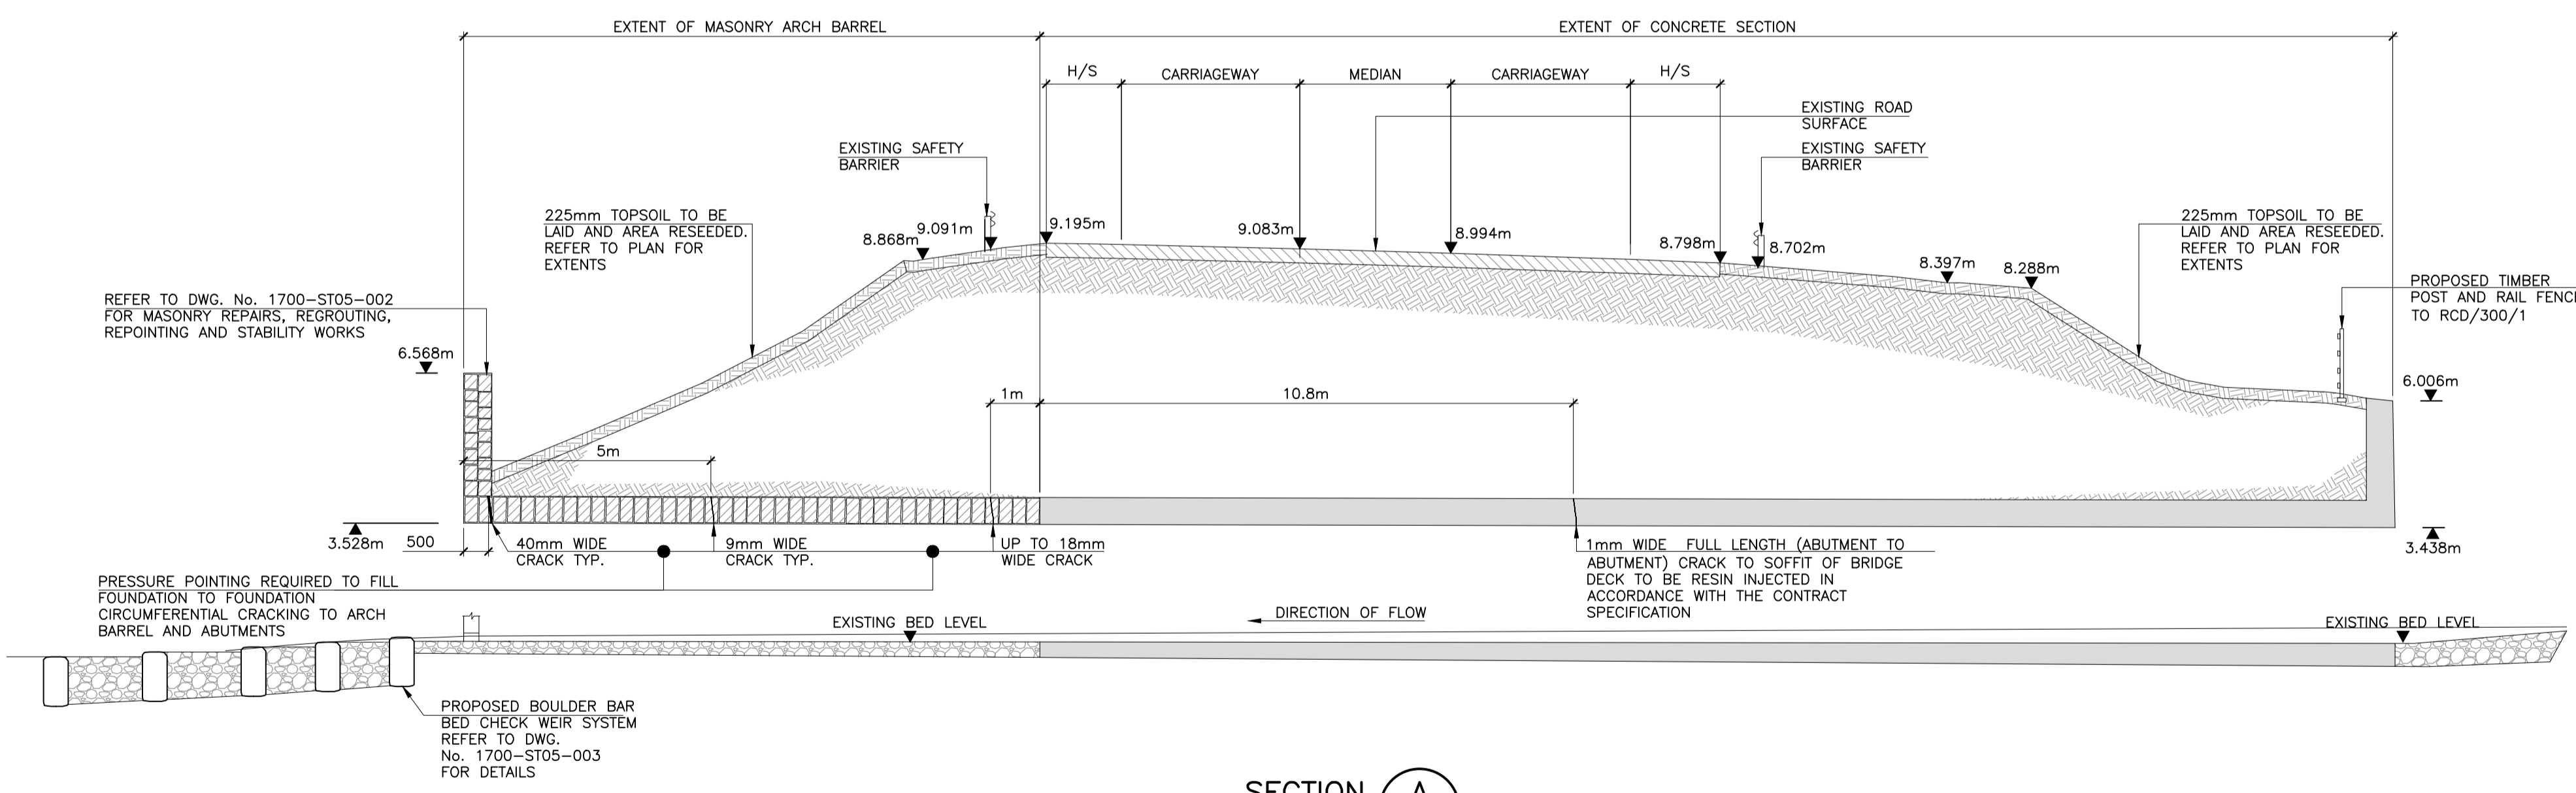 EXTENT OF MASONRY ARCH BARREL
EXTENT OF CONCRETE SECTION
H/S
CARRIAGEWAY
MEDIAN
CARRIAGEWAY
H/S
EXISTING ROAD
SURFACE
EXISTING SAFETY
BARRIER
EXISTING SAFETY
BARRIER
225mm TOPSOIL TO BE
LAID AND AREA RESEEDED.
REFER TO PLAN FOR
EXTENTS
8.868m
9.091m
9.195m
9.083m
8.994m
8.798m
8.702m
8.397m
8.288m
225mm TOPSOIL TO BE
LAID AND AREA RESEEDED.
REFER TO PLAN FOR
EXTENTS
PROPOSED TIMBER
POST AND RAIL FENC
TO RCD/300/1
REFER TO DWG. No. 1700-ST05-002
FOR MASONRY REPAIRS, REGROUTING,
REPOINTING AND STABILITY WORKS
6.568m
6.006m
1m
10.8m
5m
3.528m
500
40mm WIDE
CRACK TYP.
9mm WIDE
CRACK TYP.
UP TO 18mm
WIDE CRACK
1mm WIDE FULL LENGTH (ABUTMENT TO
ABUTMENT) CRACK TO SOFFIT OF BRIDGE
DECK TO BE RESIN INJECTED IN
ACCORDANCE WITH THE CONTRACT
SPECIFICATION
3.438m
PRESSURE POINTING REQUIRED TO FILL
FOUNDATION TO FOUNDATION
CIRCUMFERENTIAL CRACKING TO ARCH
BARREL AND ABUTMENTS
EXISTING BED LEVEL
DIRECTION OF FLOW
EXISTING BED LEVEL
PROPOSED BOULDER BAR
BED CHECK WEIR SYSTEM
REFER TO DWG.
No. 1700-ST05-003
FOR DETAILS
SECTION A